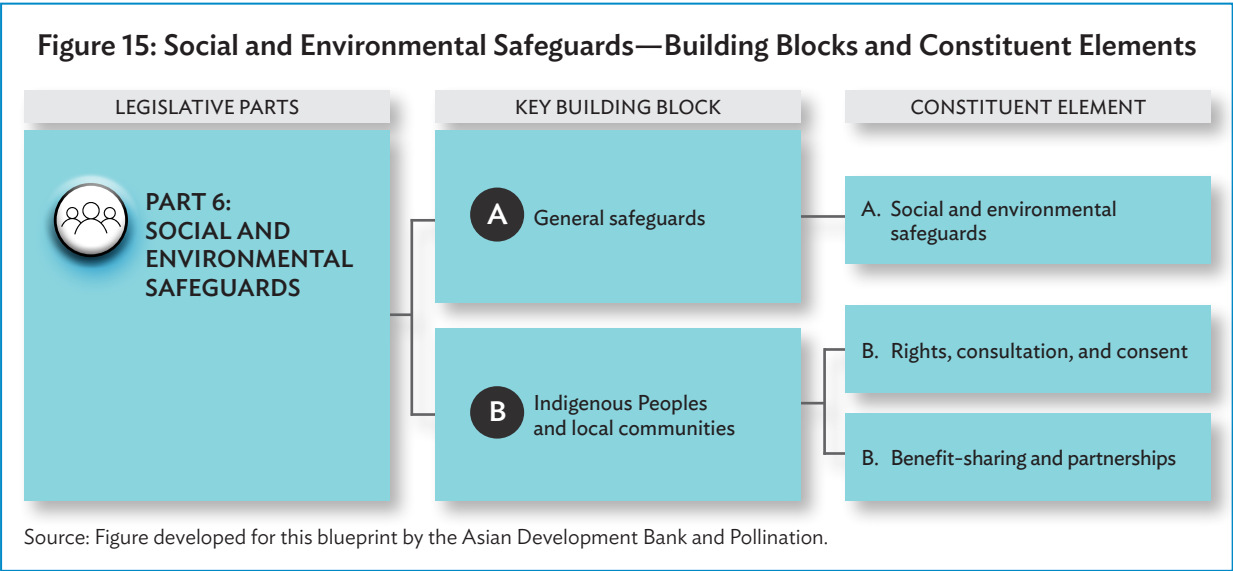 Figure 15: Social and Environmental Safeguards—Building Blocks and Constituent Elements
LEGISLATIVE PARTS
KEY BUILDING BLOCK
CONSTITUENT ELEMENT
PART 6:
SOCIAL AND
ENVIRONMENTAL
SAFEGUARDS
A
General safeguards
A. Social and environmental
safeguards
B
Indigenous Peoples
and local communities
B. Rights, consultation, and consent
B. Benefit-sharing and partnerships
Source: Figure developed for this blueprint by the Asian Development Bank and Pollination.